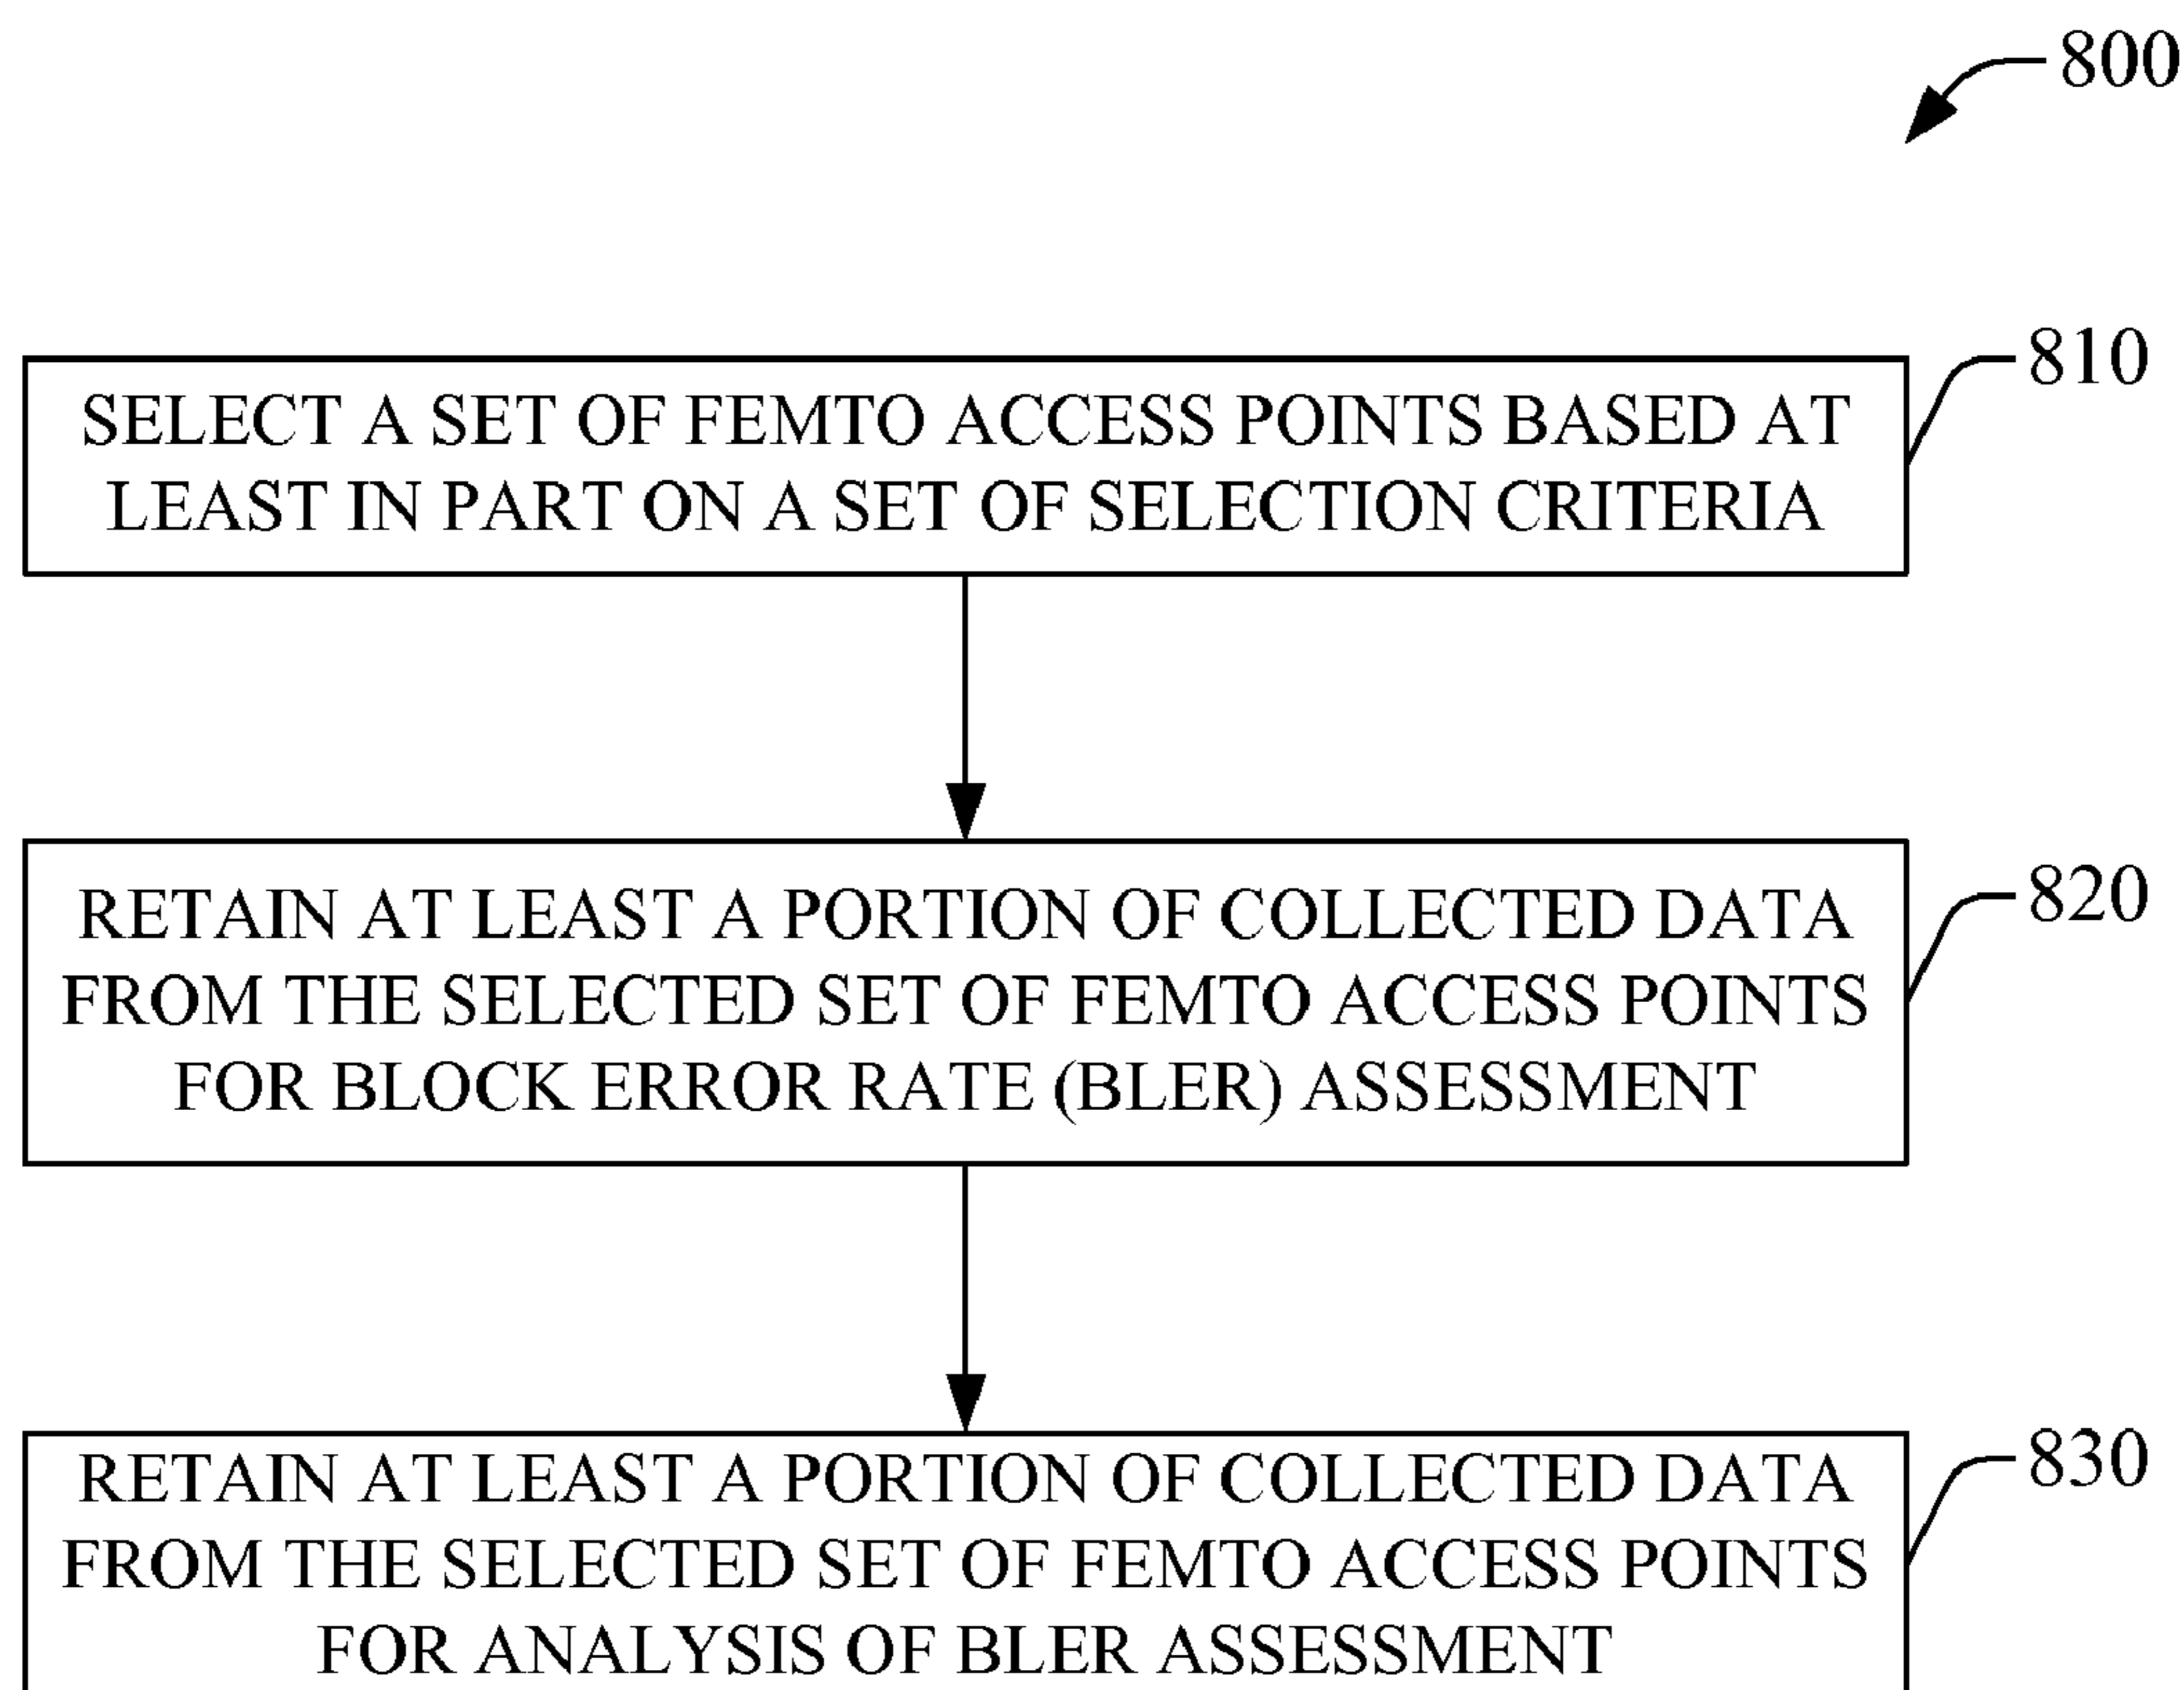 800
810
SELECT A SET OF FEMTO ACCESS POINTS BASED AT
LEAST IN PART ON A SET OF SELECTION CRITERIA
820
RETAIN AT LEAST A PORTION OF COLLECTED DATA
FROM THE SELECTED SET OF FEMTO ACCESS POINTS
FOR BLOCK ERROR RATE (BLER) ASSESSMENT
830
RETAIN AT LEAST A PORTION OF COLLECTED DATA
FROM THE SELECTED SET OF FEMTO ACCESS POINTS
FOR ANALYSIS OF BLER ASSESSMENT